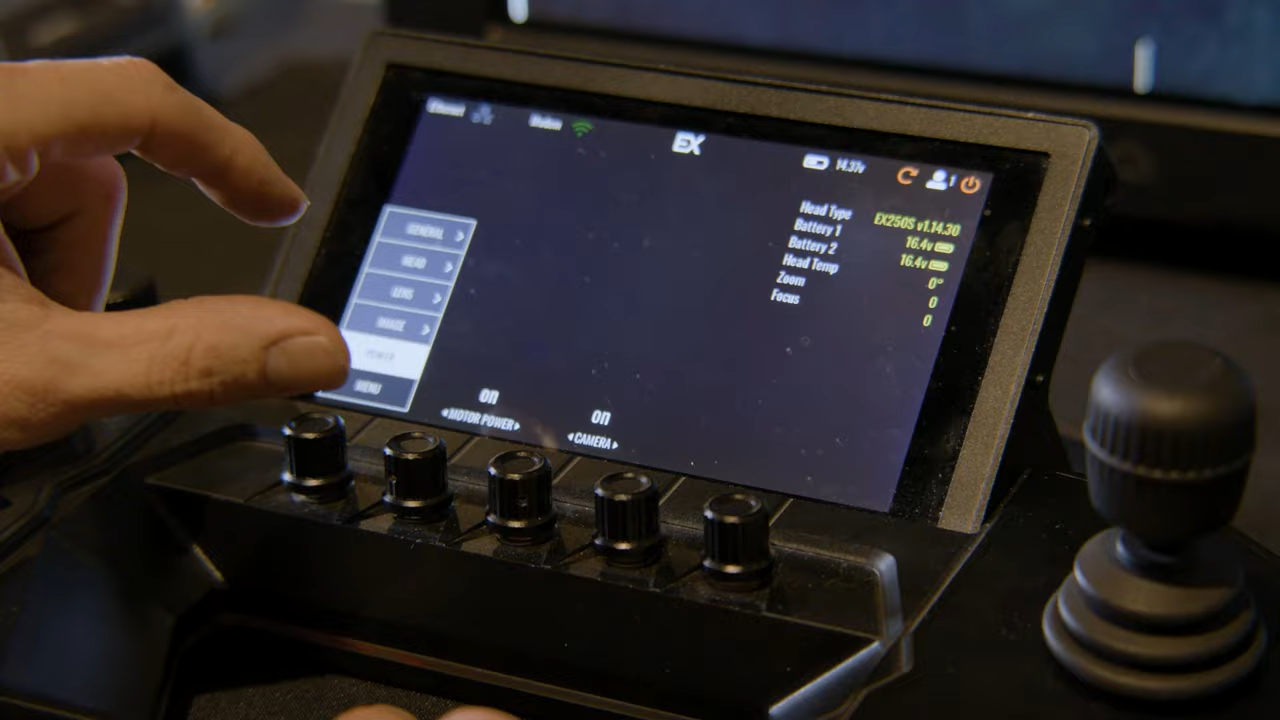 Ethernet
Modem
EX
14.37v
1
Head Type EX250S v1.14.30
Battery 1 16.4v
Battery 2 16.4v
Head Temp 0°
Zoom 0
Focus 0
GENERAL
HEAD
LENS
IMAGE
POWER
MENU
on
MOTOR POWER
on
CAMERA